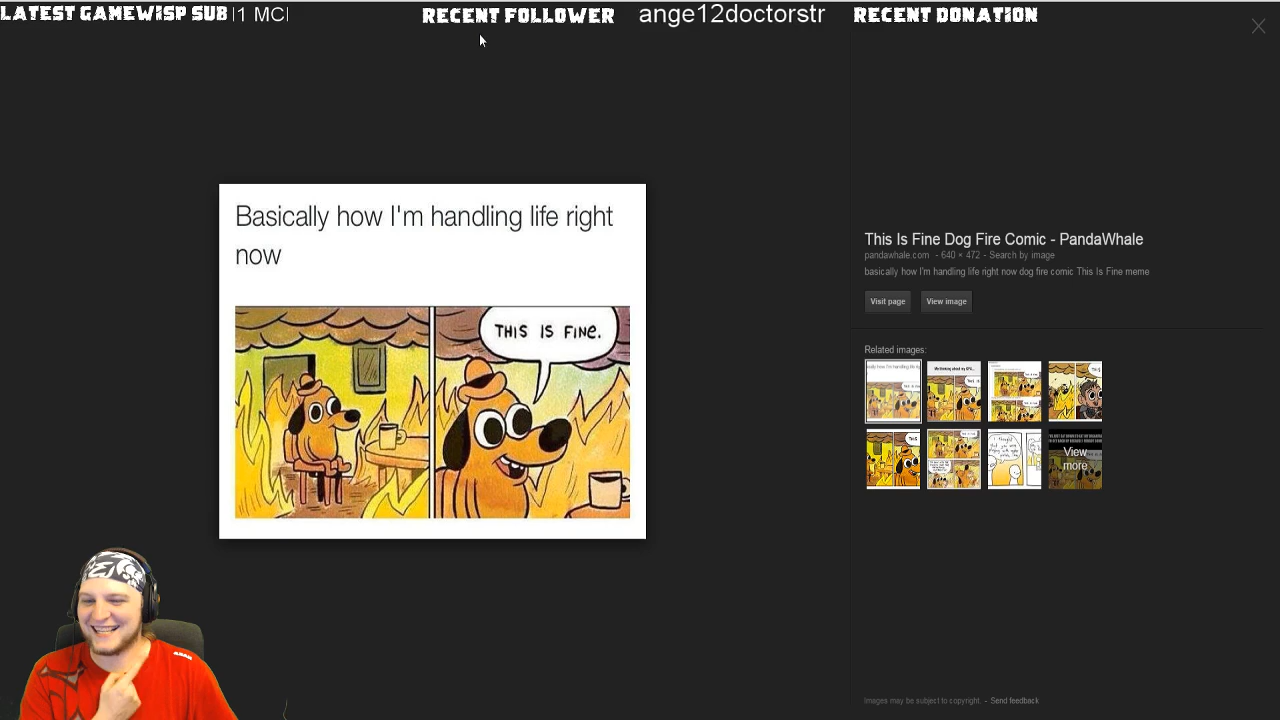 LATEST GAMEWISP SUB
RECENT FOLLOWER
ange12doctorstr
RECENT DONATION
Basically how I'm handling life right
now
THIS IS FINE.
This Is Fine Dog Fire Comic - PandaWhale
pandawhale.com - 640 × 472 - Search by image
basically how I'm handling life right now dog fire comic This Is Fine meme
Visit page
View image
Related images:
View
more
Images may be subject to copyright. - Send feedback